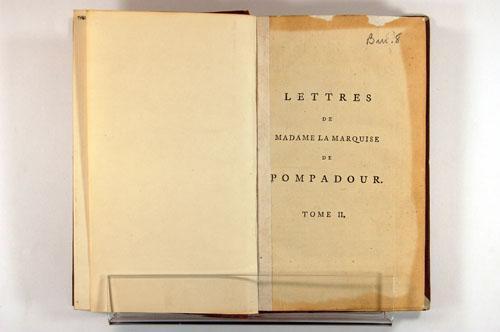 LETTRES
DE
MADAME LA MARQUISE
DE
POMPADOUR.
TOME II.